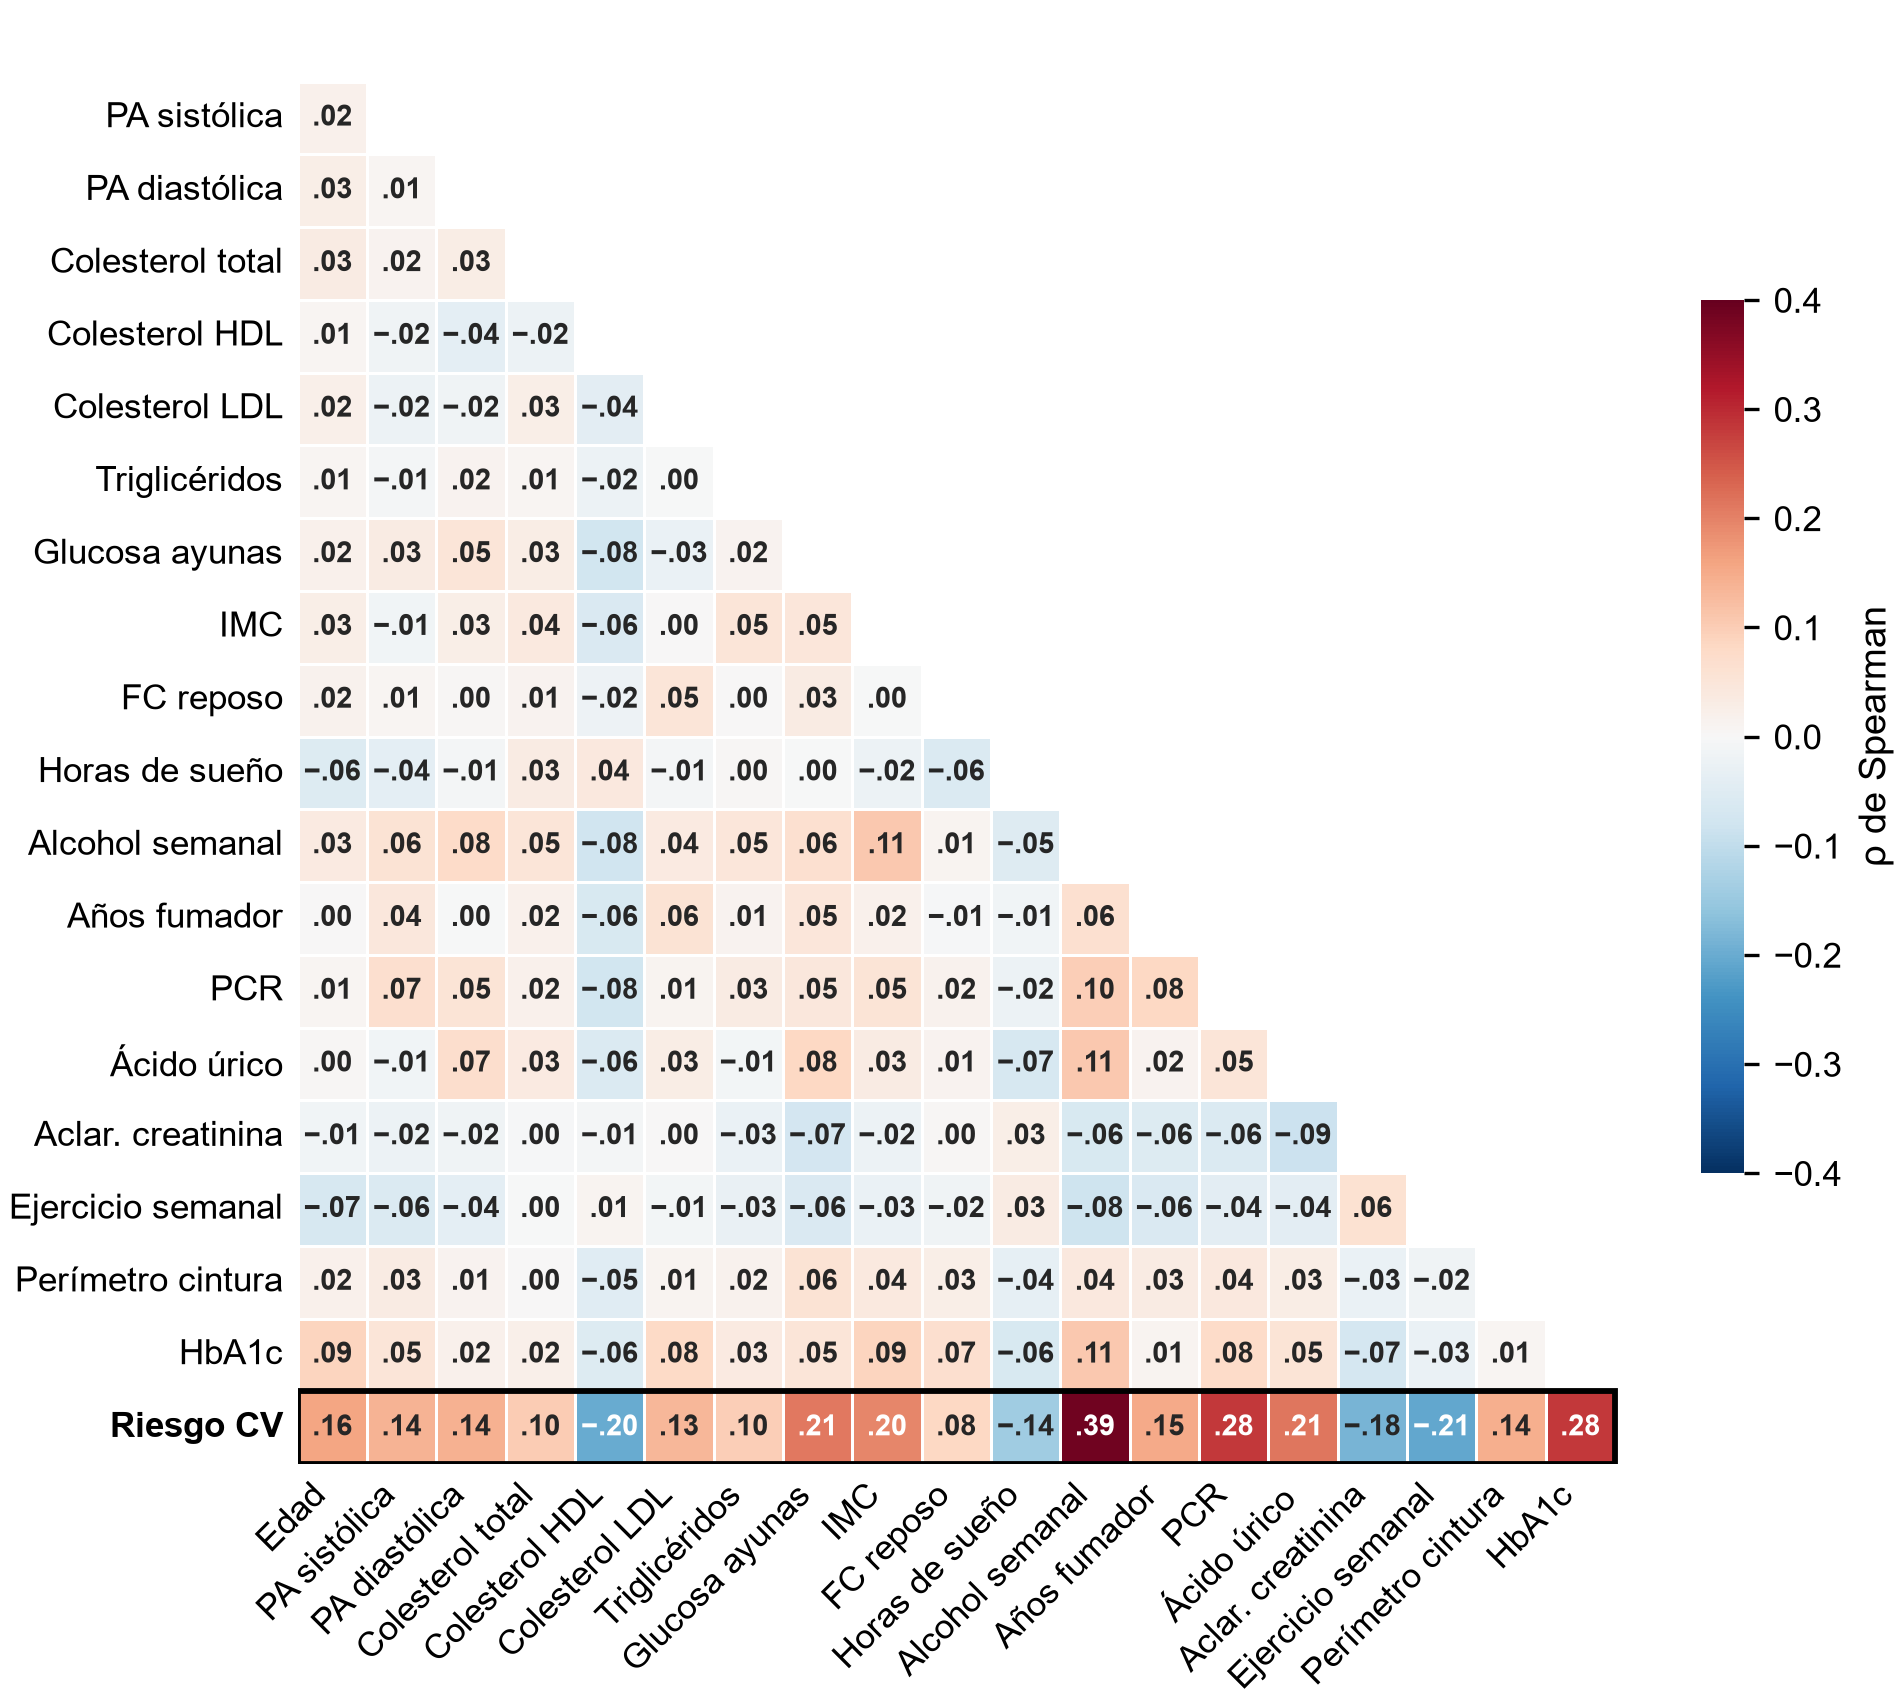 PA sistólica .02
PA diastólica .03 .01
Colesterol total .03 .02 .03
Colesterol HDL .01 −.02 −.04 −.02
Colesterol LDL .02 −.02 −.02 .03 −.04
Triglicéridos .01 −.01 .02 .01 −.02 .00
Glucosa ayunas .02 .03 .05 .03 −.08 −.03 .02
IMC .03 −.01 .03 .04 −.06 .00 .05 .05
FC reposo .02 .01 .00 .01 −.02 .05 .00 .03 .00
Horas de sueño −.06 −.04 −.01 .03 .04 −.01 .00 .00 −.02 −.06
Alcohol semanal .03 .06 .08 .05 −.08 .04 .05 .06 .11 .01 −.05
Años fumador .00 .04 .00 .02 −.06 .06 .01 .05 .02 −.01 −.01 .06
PCR .01 .07 .05 .02 −.08 .01 .03 .05 .05 .02 −.02 .10 .08
Ácido úrico .00 −.01 .07 .03 −.06 .03 −.01 .08 .03 .01 −.07 .11 .02 .05
Aclar. creatinina −.01 −.02 −.02 .00 −.01 .00 −.03 −.07 −.02 .00 .03 −.06 −.06 −.06 −.09
Ejercicio semanal −.07 −.06 −.04 .00 .01 −.01 −.03 −.06 −.03 −.02 .03 −.08 −.06 −.04 −.04 .06
Perímetro cintura .02 .03 .01 .00 −.05 .01 .02 .06 .04 .03 −.04 .04 .03 .04 .03 −.03 −.02
HbA1c .09 .05 .02 .02 −.06 .08 .03 .05 .09 .07 −.06 .11 .01 .08 .05 −.07 −.03 .01
Riesgo CV .16 .14 .14 .10 −.20 .13 .10 .21 .20 .08 −.14 .39 .15 .28 .21 −.18 −.21 .14 .28
Edad
PA sistólica
PA diastólica
Colesterol total
Colesterol HDL
Colesterol LDL
Triglicéridos
Glucosa ayunas
IMC
FC reposo
Horas de sueño
Alcohol semanal
Años fumador
PCR
Ácido úrico
Aclar. creatinina
Ejercicio semanal
Perímetro cintura
HbA1c
0.4
0.3
0.2
0.1
0.0
−0.1
−0.2
−0.3
−0.4
ρ de Spearman